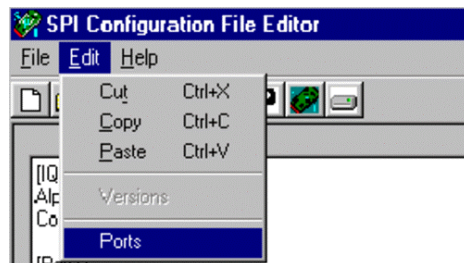 SPI Configuration File Editor
File Edit Help
Cut Ctrl+X
Copy Ctrl+C
Paste Ctrl+V
Versions
Ports
[IQ
Alp
Co